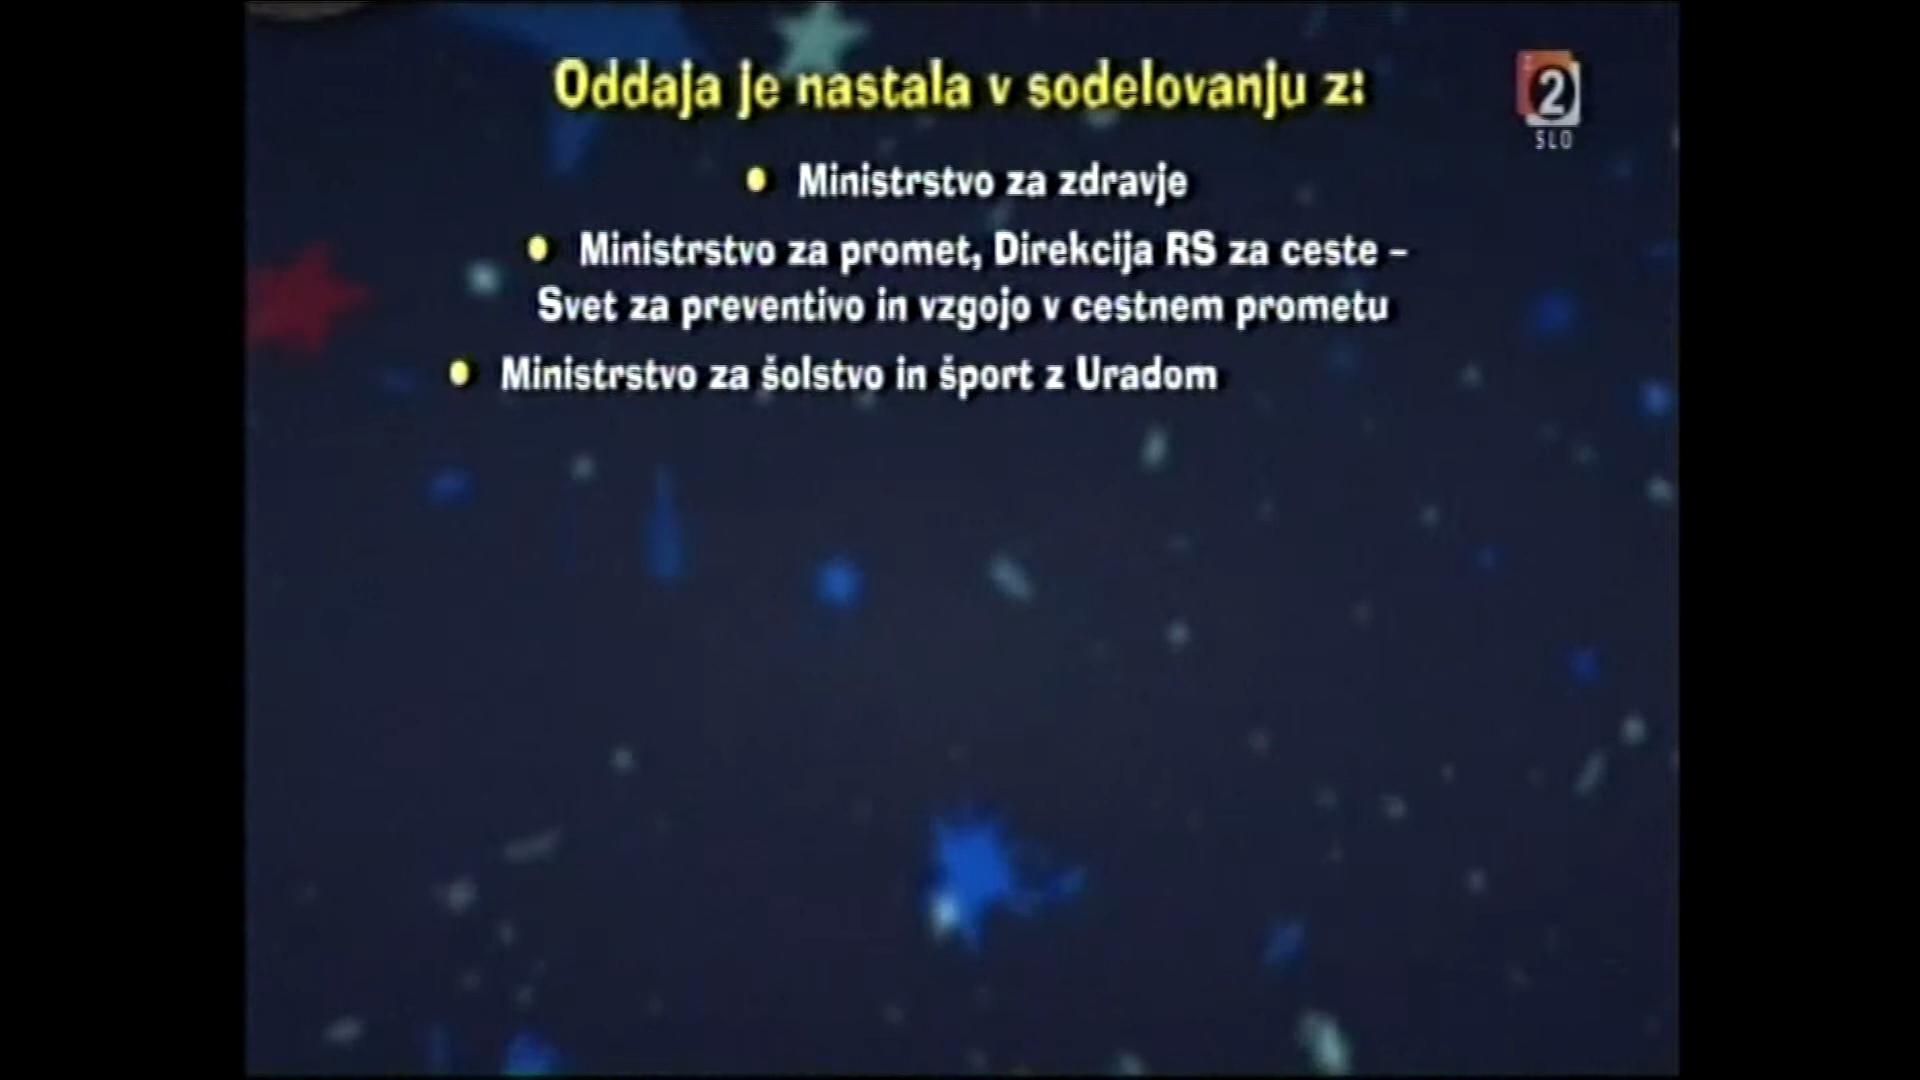 Oddaja je nastala v sodelovanju z:
2
SLO
• Ministrstvo za zdravje
• Ministrstvo za promet, Direkcija RS za ceste –
Svet za preventivo in vzgojo v cestnem prometu
• Ministrstvo za šolstvo in šport z Uradom